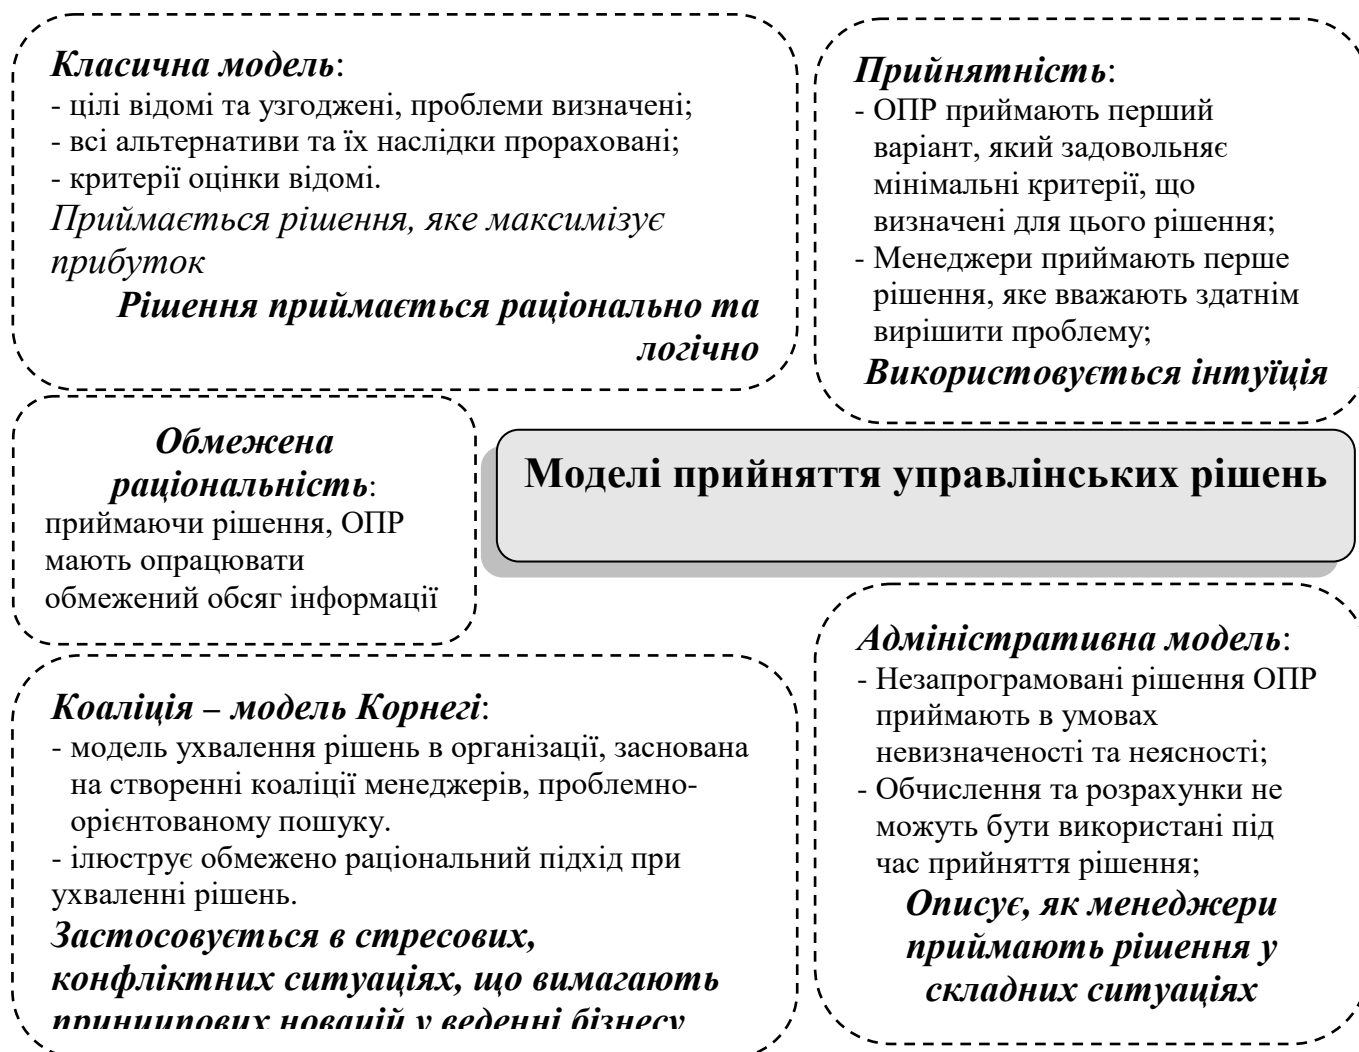 Класична модель:
- цілі відомі та узгоджені, проблеми визначені;
- всі альтернативи та їх наслідки прораховані;
- критерії оцінки відомі.
Приймається рішення, яке максимізує
прибуток
Рішення приймається раціонально та
логічно
Прийнятність:
- ОПР приймають перший
варіант, який задовольняє
мінімальні критерії, що
визначені для цього рішення;
- Менеджери приймають перше
рішення, яке вважають здатнім
вирішити проблему;
Використовується інтуїція
Обмежена
раціональність:
приймаючи рішення, ОПР
мають опрацювати
обмежений обсяг інформації
Моделі прийняття управлінських рішень
Коаліція – модель Корнегі:
- модель ухвалення рішень в організації, заснована
на створенні коаліції менеджерів, проблемно-
орієнтованому пошуку.
- ілюструє обмежено раціональний підхід при
ухваленні рішень.
Застосовується в стресових,
конфліктних ситуаціях, що вимагають
принципових новацій у веденні бізнесу
Адміністративна модель:
- Незапрограмовані рішення ОПР
приймають в умовах
невизначеності та неясності;
- Обчислення та розрахунки не
можуть бути використані під
час прийняття рішення;
Описує, як менеджери
приймають рішення у
складних ситуаціях